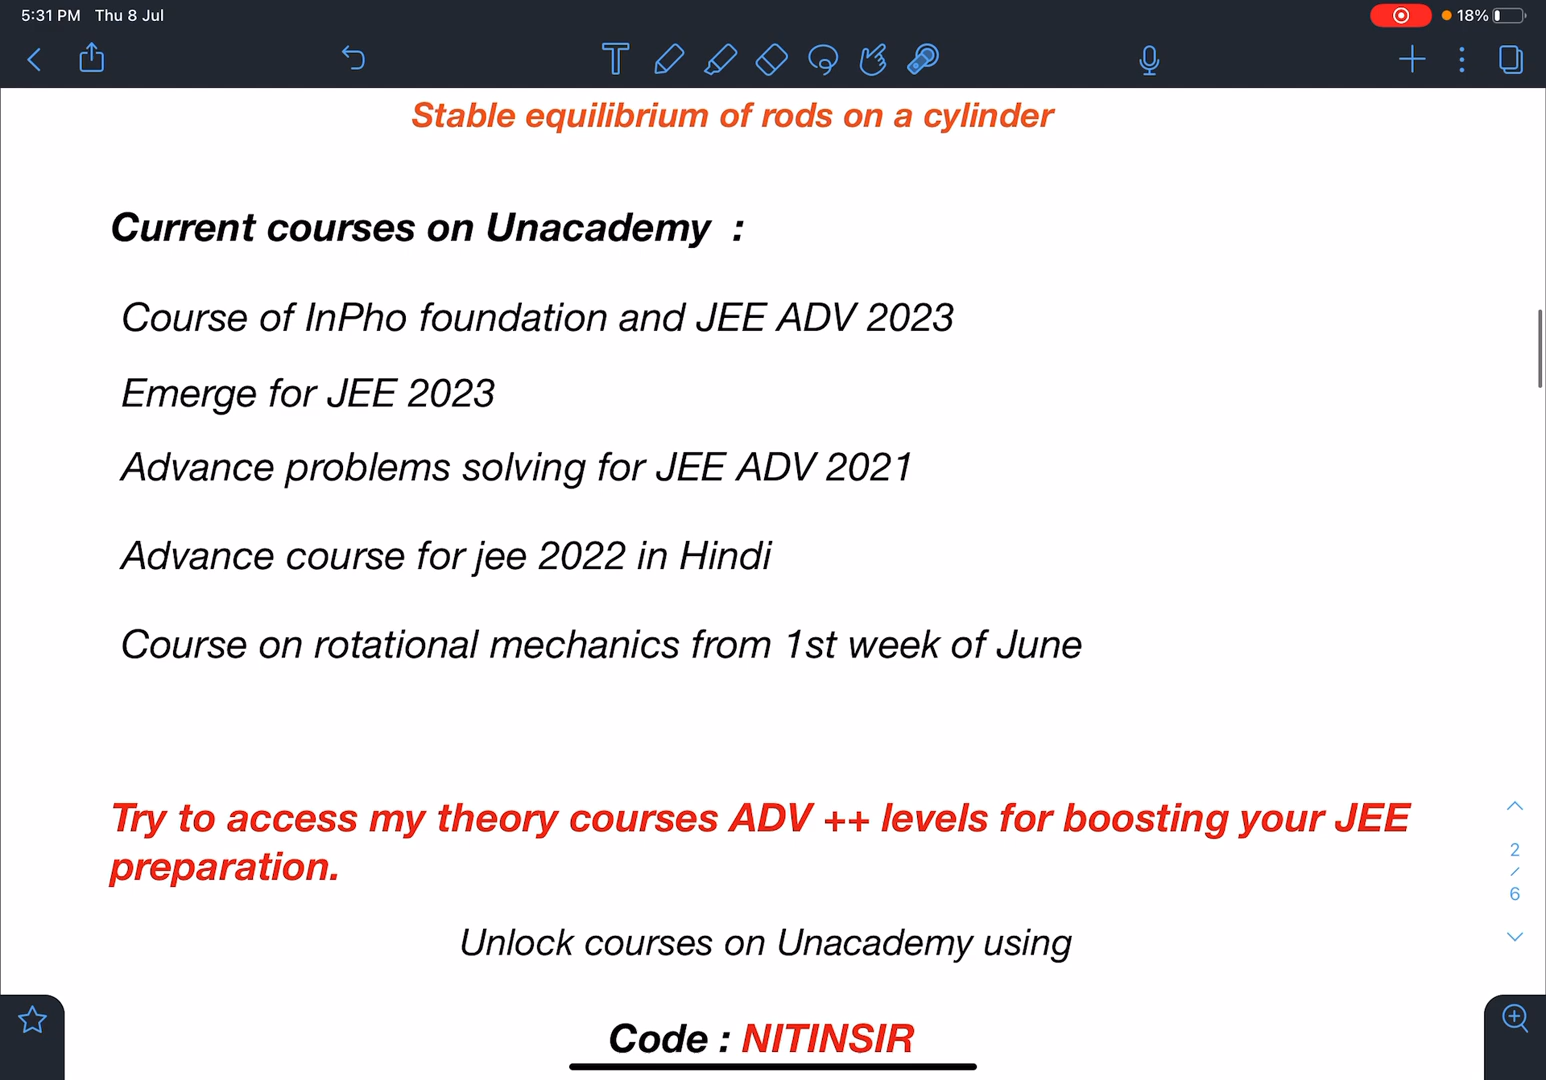 5:31 PM Thu 8 Jul
18%
T
Stable equilibrium of rods on a cylinder
Current courses on Unacademy :
Course of InPho foundation and JEE ADV 2023
Emerge for JEE 2023
Advance problems solving for JEE ADV 2021
Advance course for jee 2022 in Hindi
Course on rotational mechanics from 1st week of June
Try to access my theory courses ADV ++ levels for boosting your JEE
preparation.
2
/
6
Unlock courses on Unacademy using
Code : NITINSIR